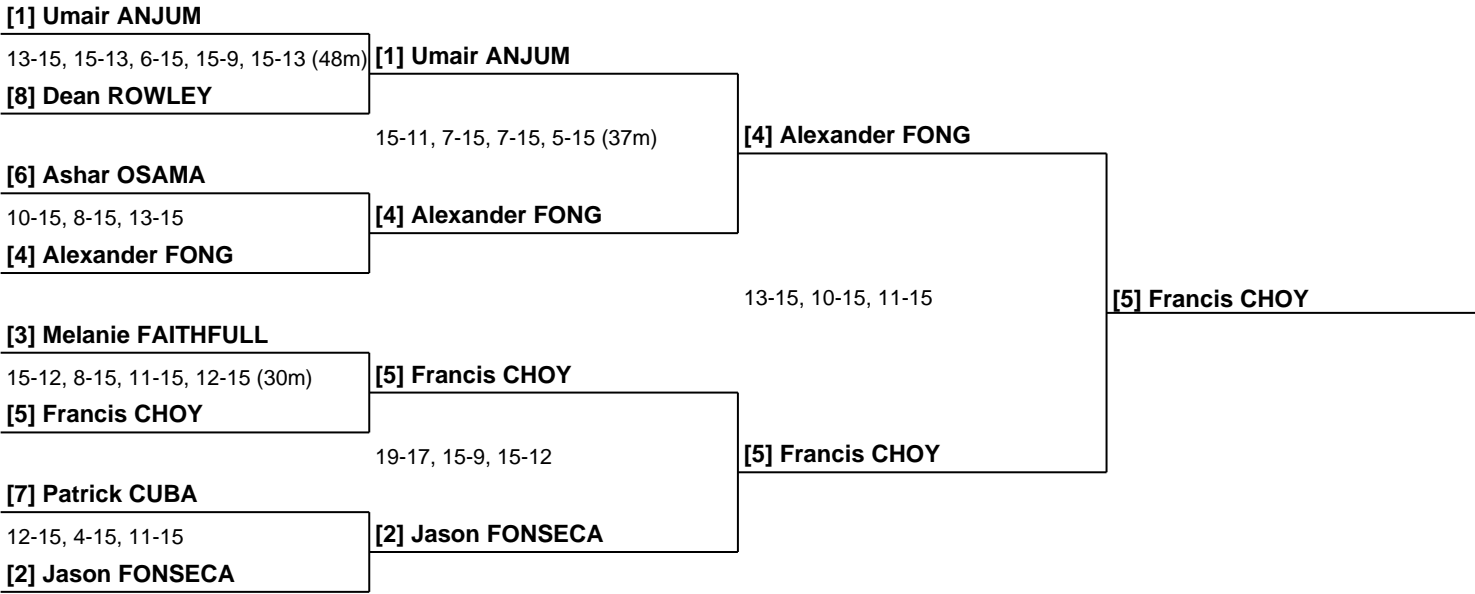 [1] Umair ANJUM
13-15, 15-13, 6-15, 15-9, 15-13 (48m)
[1] Umair ANJUM
[8] Dean ROWLEY
15-11, 7-15, 7-15, 5-15 (37m)
[4] Alexander FONG
[6] Ashar OSAMA
10-15, 8-15, 13-15
[4] Alexander FONG
[4] Alexander FONG
13-15, 10-15, 11-15
[5] Francis CHOY
[3] Melanie FAITHFULL
15-12, 8-15, 11-15, 12-15 (30m)
[5] Francis CHOY
[5] Francis CHOY
19-17, 15-9, 15-12
[5] Francis CHOY
[7] Patrick CUBA
12-15, 4-15, 11-15
[2] Jason FONSECA
[2] Jason FONSECA